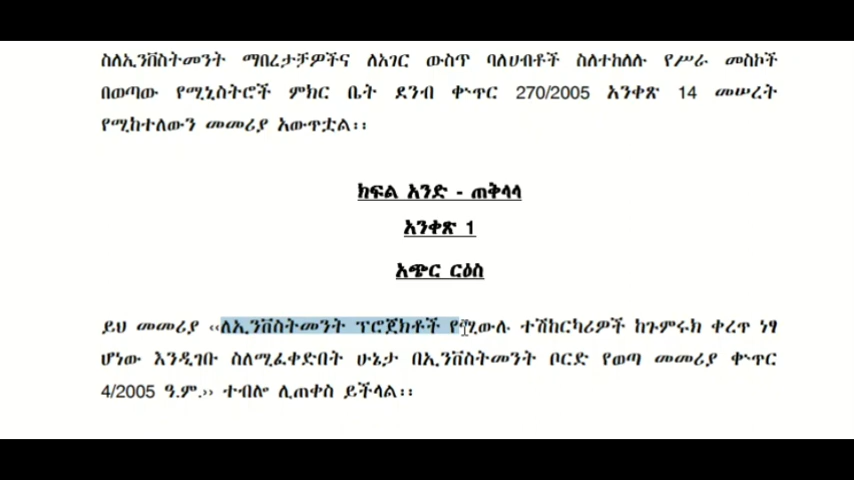 ስለኢንቨስትመንት ማበረታቻዎችና ለአገር ውስጥ ባለሀብቶች ስለተከለሉ የሥራ መስኮች
በወጣው የሚኒስትሮች ምክር ቤት ደንብ ቍጥር 270/2005 አንቀጽ 14 መሠረት
የሚከተለውን መመሪያ አውጥቷል፡፡
ክፍል አንድ - ጠቅላላ
አንቀጽ 1
አጭር ርዕስ
ይህ መመሪያ ‹‹ለኢንቨስትመንት ፕሮጀክቶች የሚውሉ ተሽከርካሪዎች ከጉምሩክ ቀረጥ ነፃ
ሆነው እንዲገቡ ስለሚፈቀድበት ሁኔታ በኢንቨስትመንት ቦርድ የወጣ መመሪያ ቍጥር
4/2005 ዓ.ም.›› ተብሎ ሊጠቀስ ይችላል፡፡